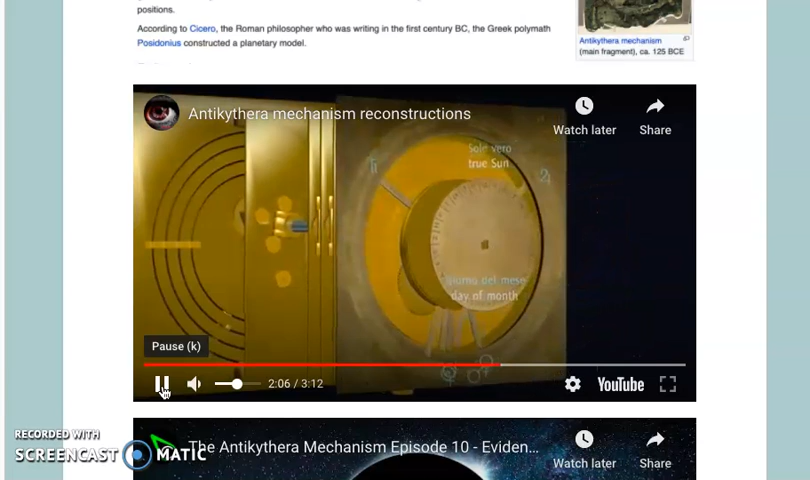 positions.
According to Cicero, the Roman philosopher who was writing in the first century BC, the Greek polymath
Posidonius constructed a planetary model.
Antikythera mechanism
(main fragment), ca. 125 BCE
Antikythera mechanism reconstructions
Watch later
Share
Sole vero
true Sun
day of month
Pause (k)
2:06 / 3:12
YouTube
RECORDED WITH
SCREENCAST MATIC
The Antikythera Mechanism Episode 10 - Eviden...
Watch later
Share